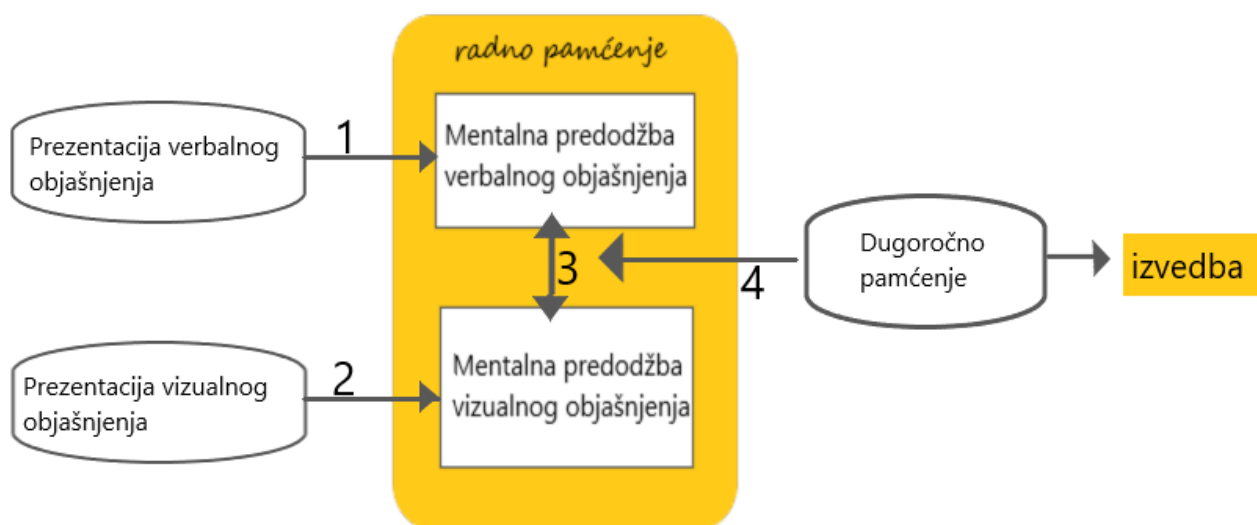 radno pamćenje
Prezentacija verbalnog
objašnjenja
1
Mentalna predodžba
verbalnog objašnjenja
3
4
Dugoročno
pamćenje
izvedba
Prezentacija vizualnog
objašnjenja
2
Mentalna predodžba
vizualnog objašnjenja